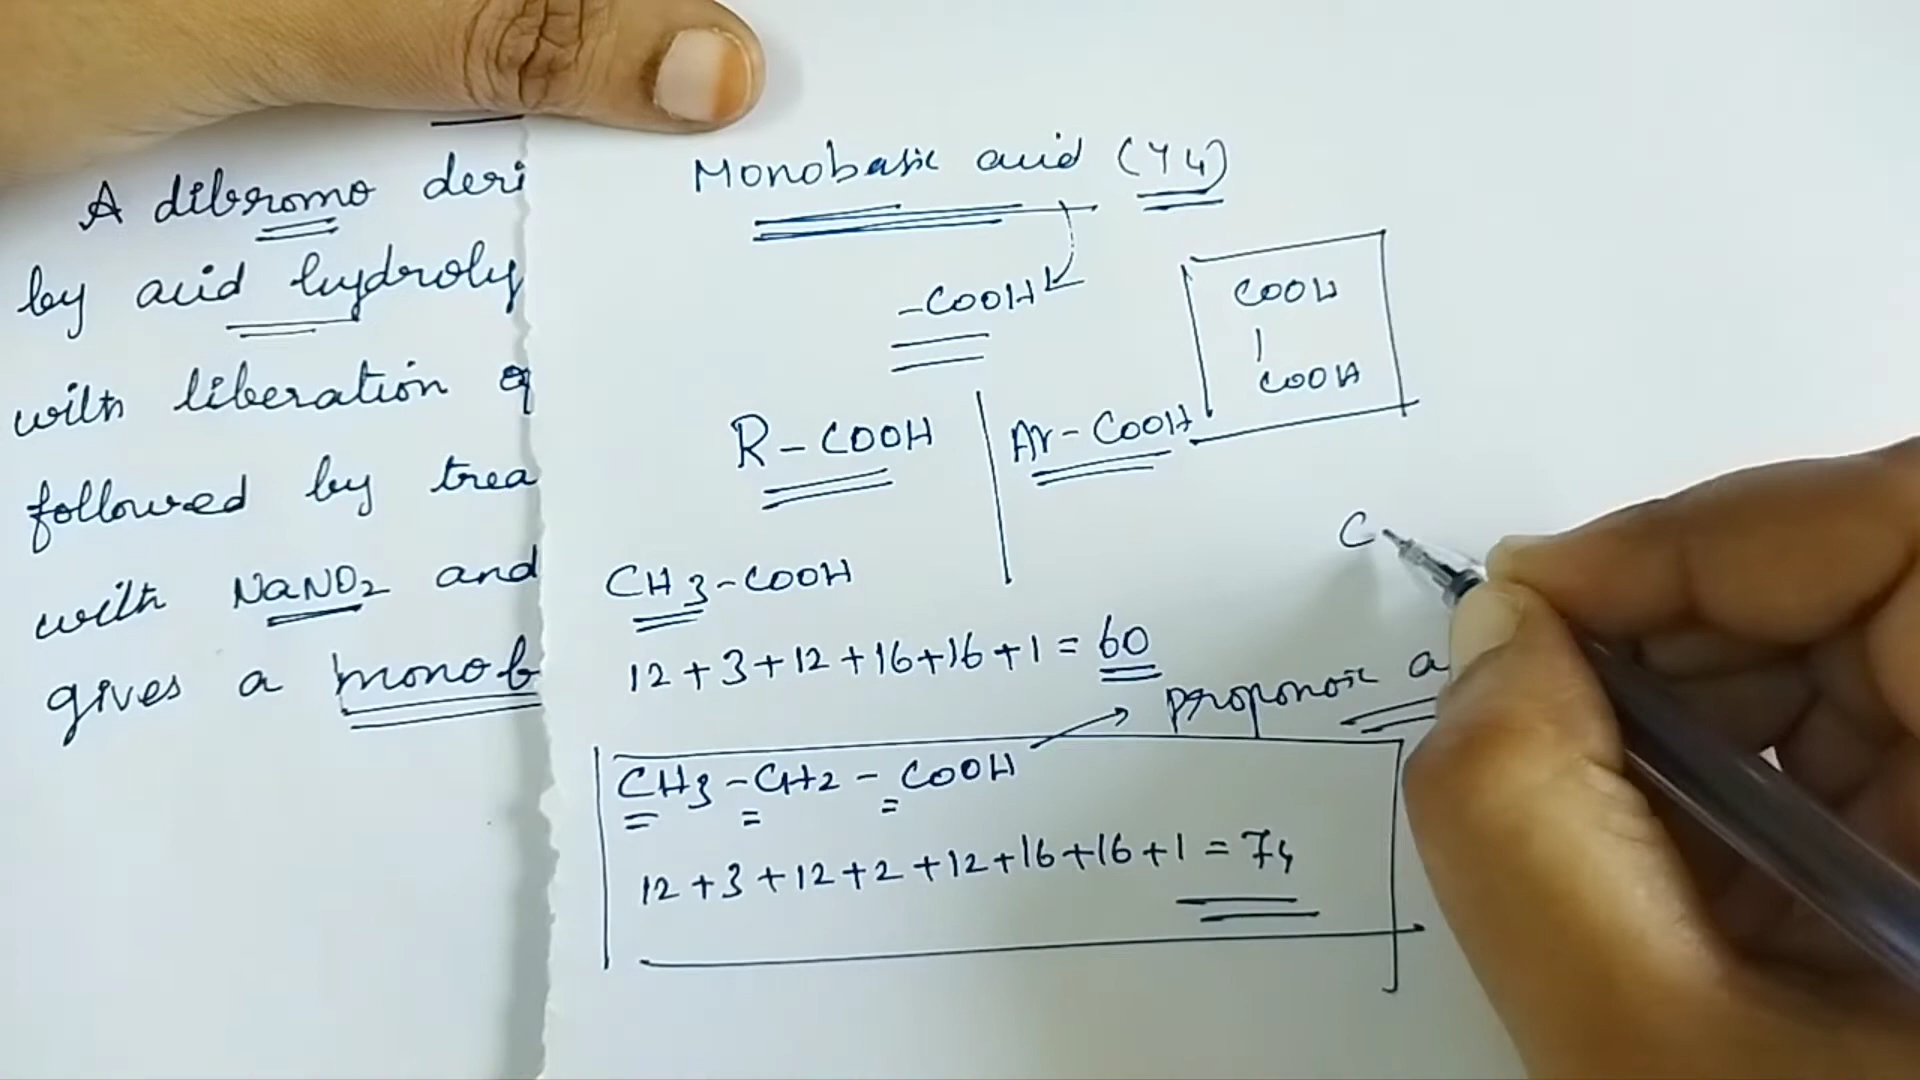 A dibromo deri
by acid hydroly
with liberation of
followed by trea
with NaNO2 and
gives a monob
Monobasic acid (74)
-COOH
COOH
|
COOH
R-COOH
Ar-COOH
C
CH3-COOH
12+3+12+16+16+1=60
Proponoic a
CH3-CH2-COOH
12+3+12+2+12+16+16+1=74